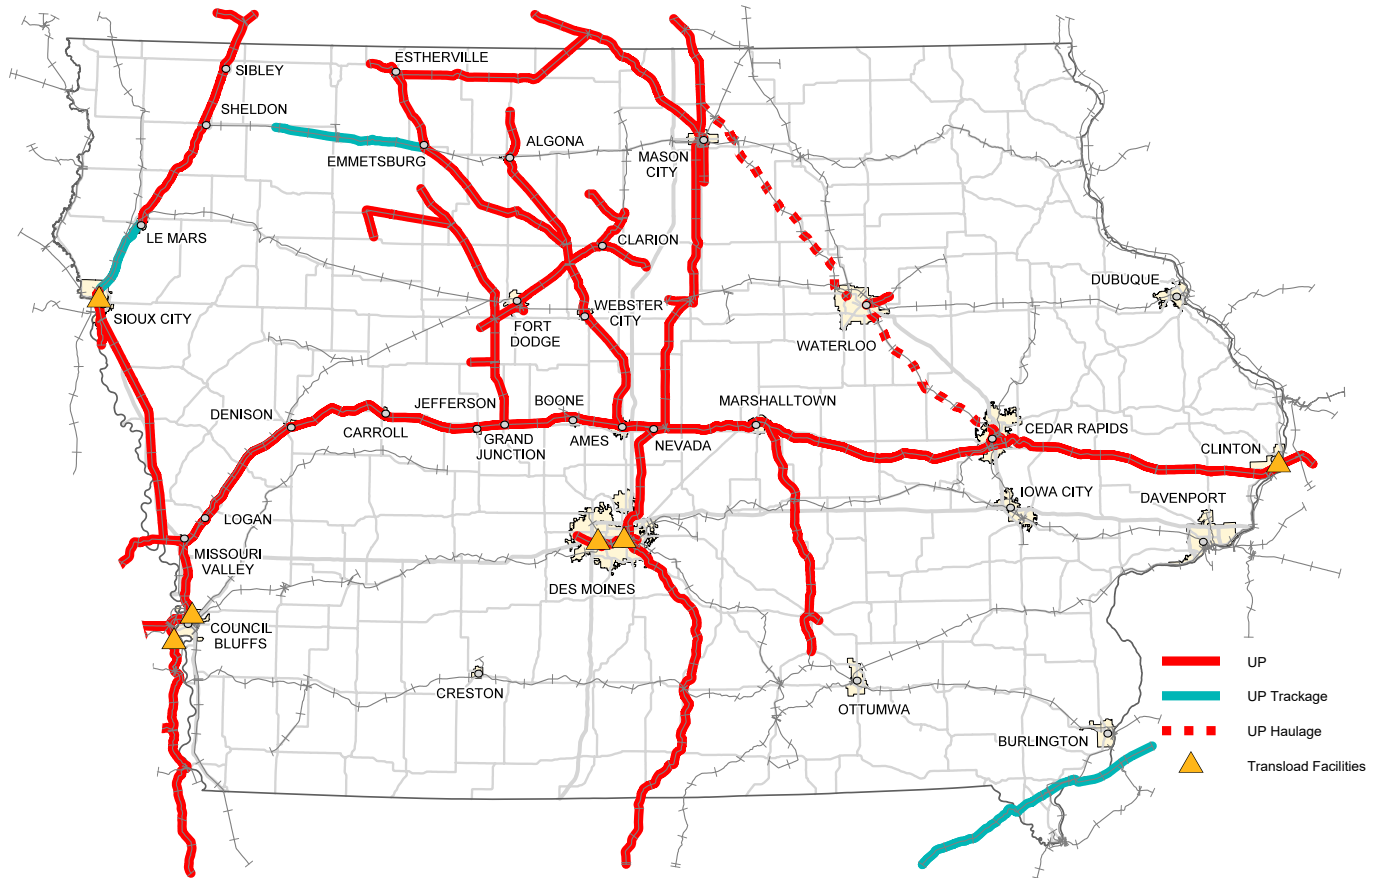 ESTHERVILLE
SIBLEY
SHELDON
ALGONA
EMMETSBURG
MASON
CITY
LE MARS
CLARION
DUBUQUE
SIOUX CITY
WEBSTER
CITY
FORT
DODGE
WATERLOO
DENISON
JEFFERSON
BOONE
MARSHALLTOWN
CARROLL
GRAND
JUNCTION
AMES
NEVADA
CEDAR RAPIDS
CLINTON
LOGAN
IOWA CITY
DAVENPORT
MISSOURI
VALLEY
DES MOINES
COUNCIL
BLUFFS
CRESTON
OTTUMWA
BURLINGTON
UP
UP Trackage
UP Haulage
Transload Facilities